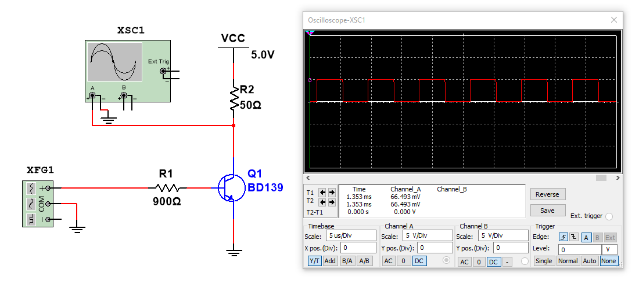 XSC1
Ext Trig
A
B
VCC
5.0V
R2
50Ω
XFG1
COM
R1
900Ω
Q1
BD139
Oscilloscope-XSC1
Time Channel_A Channel_B
T1 1.353 ms 66.493 mV
T2 1.353 ms 66.493 mV
T2-T1 0.000 s 0.000 V
Reverse
Save
Ext. trigger
Timebase
Scale: 5 us/Div
X pos.(Div): 0
Y/T Add B/A A/B
Channel A
Scale: 5 V/Div
Y pos.(Div): 0
AC 0 DC
Channel B
Scale: 5 V/Div
Y pos.(Div): 0
AC 0 DC -
Trigger
Edge: A B Ext
Level: 0 V
Single Normal Auto None